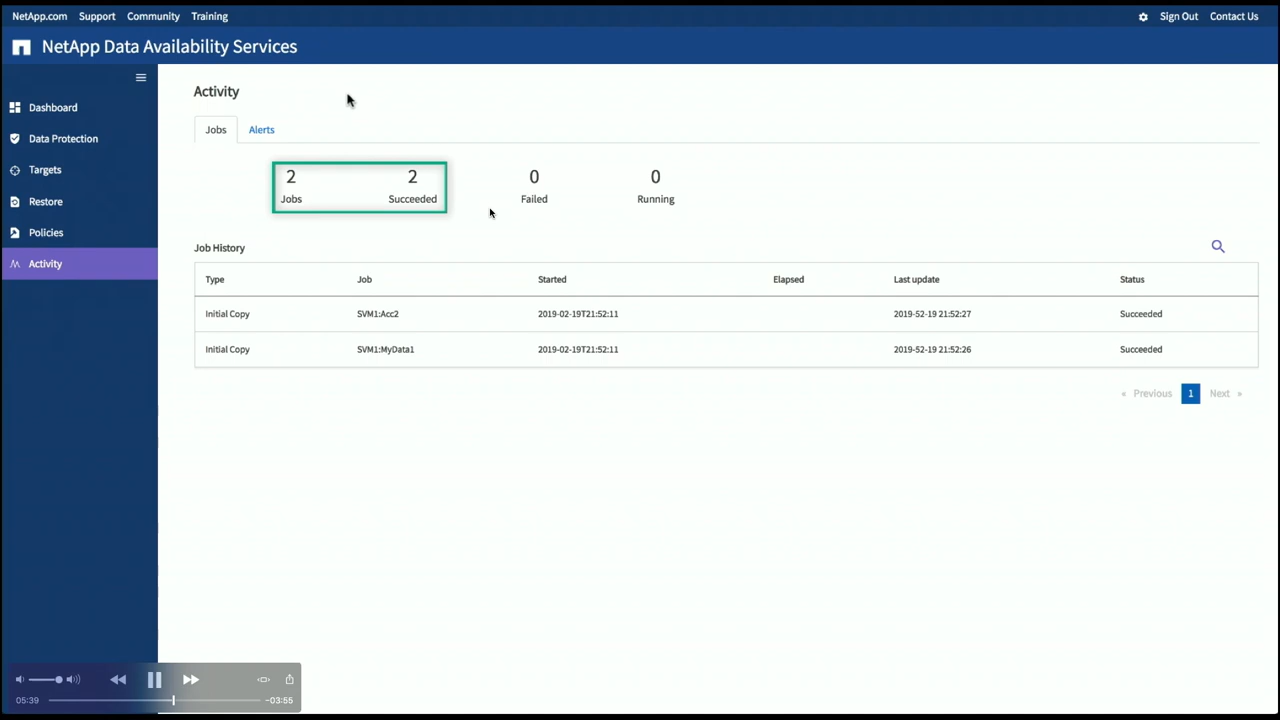 NetApp.com Support Community Training Sign Out Contact Us
NetApp Data Availability Services
Dashboard
Data Protection
Targets
Restore
Policies
Activity
Activity
Jobs Alerts
2 2 0 0
Jobs Succeeded Failed Running
Job History
Type Job Started Elapsed Last update Status
Initial Copy SVM1:Acc2 2019-02-19T21:52:11 2019-52-19 21:52:27 Succeeded
Initial Copy SVM1:MyData1 2019-02-19T21:52:11 2019-52-19 21:52:26 Succeeded
« Previous 1 Next »
05:39 -03:55